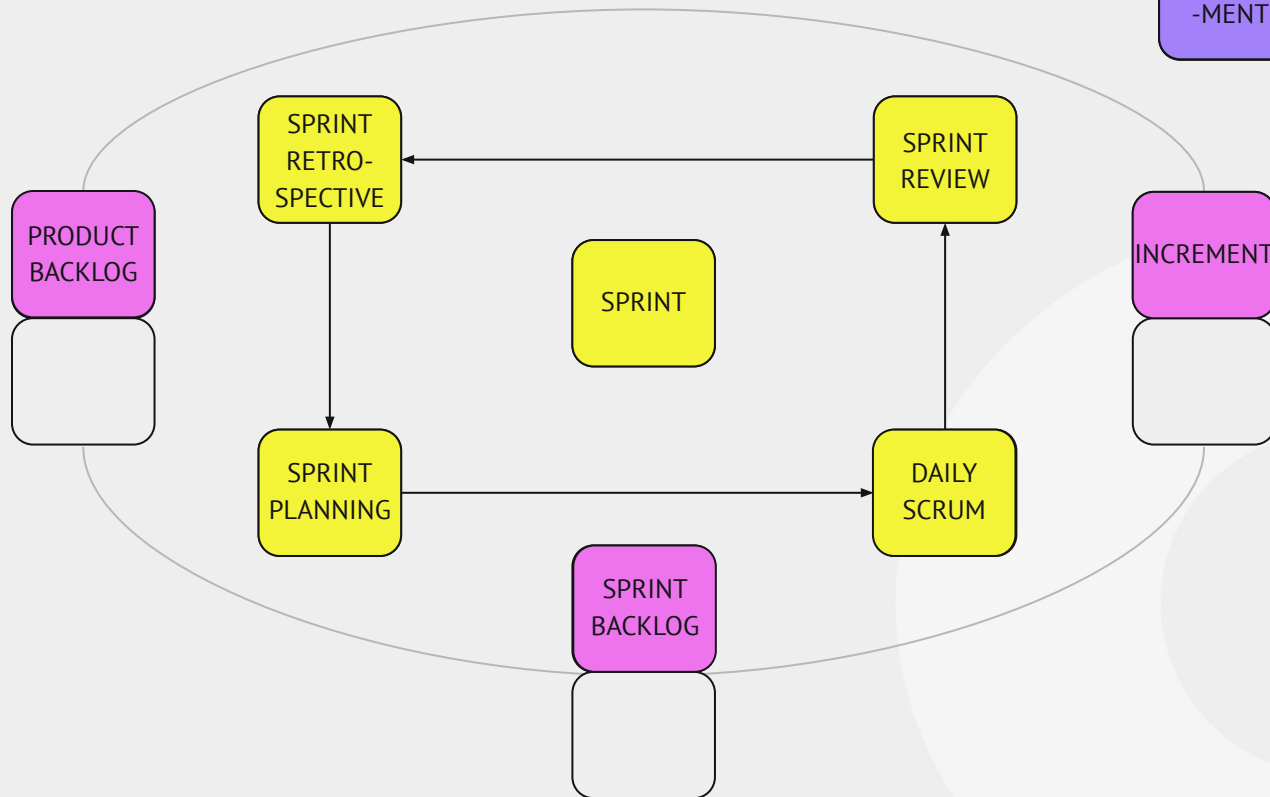 -MENT
SPRINT
RETRO-
SPECTIVE
SPRINT
REVIEW
PRODUCT
BACKLOG
INCREMENT
SPRINT
SPRINT
PLANNING
DAILY
SCRUM
SPRINT
BACKLOG